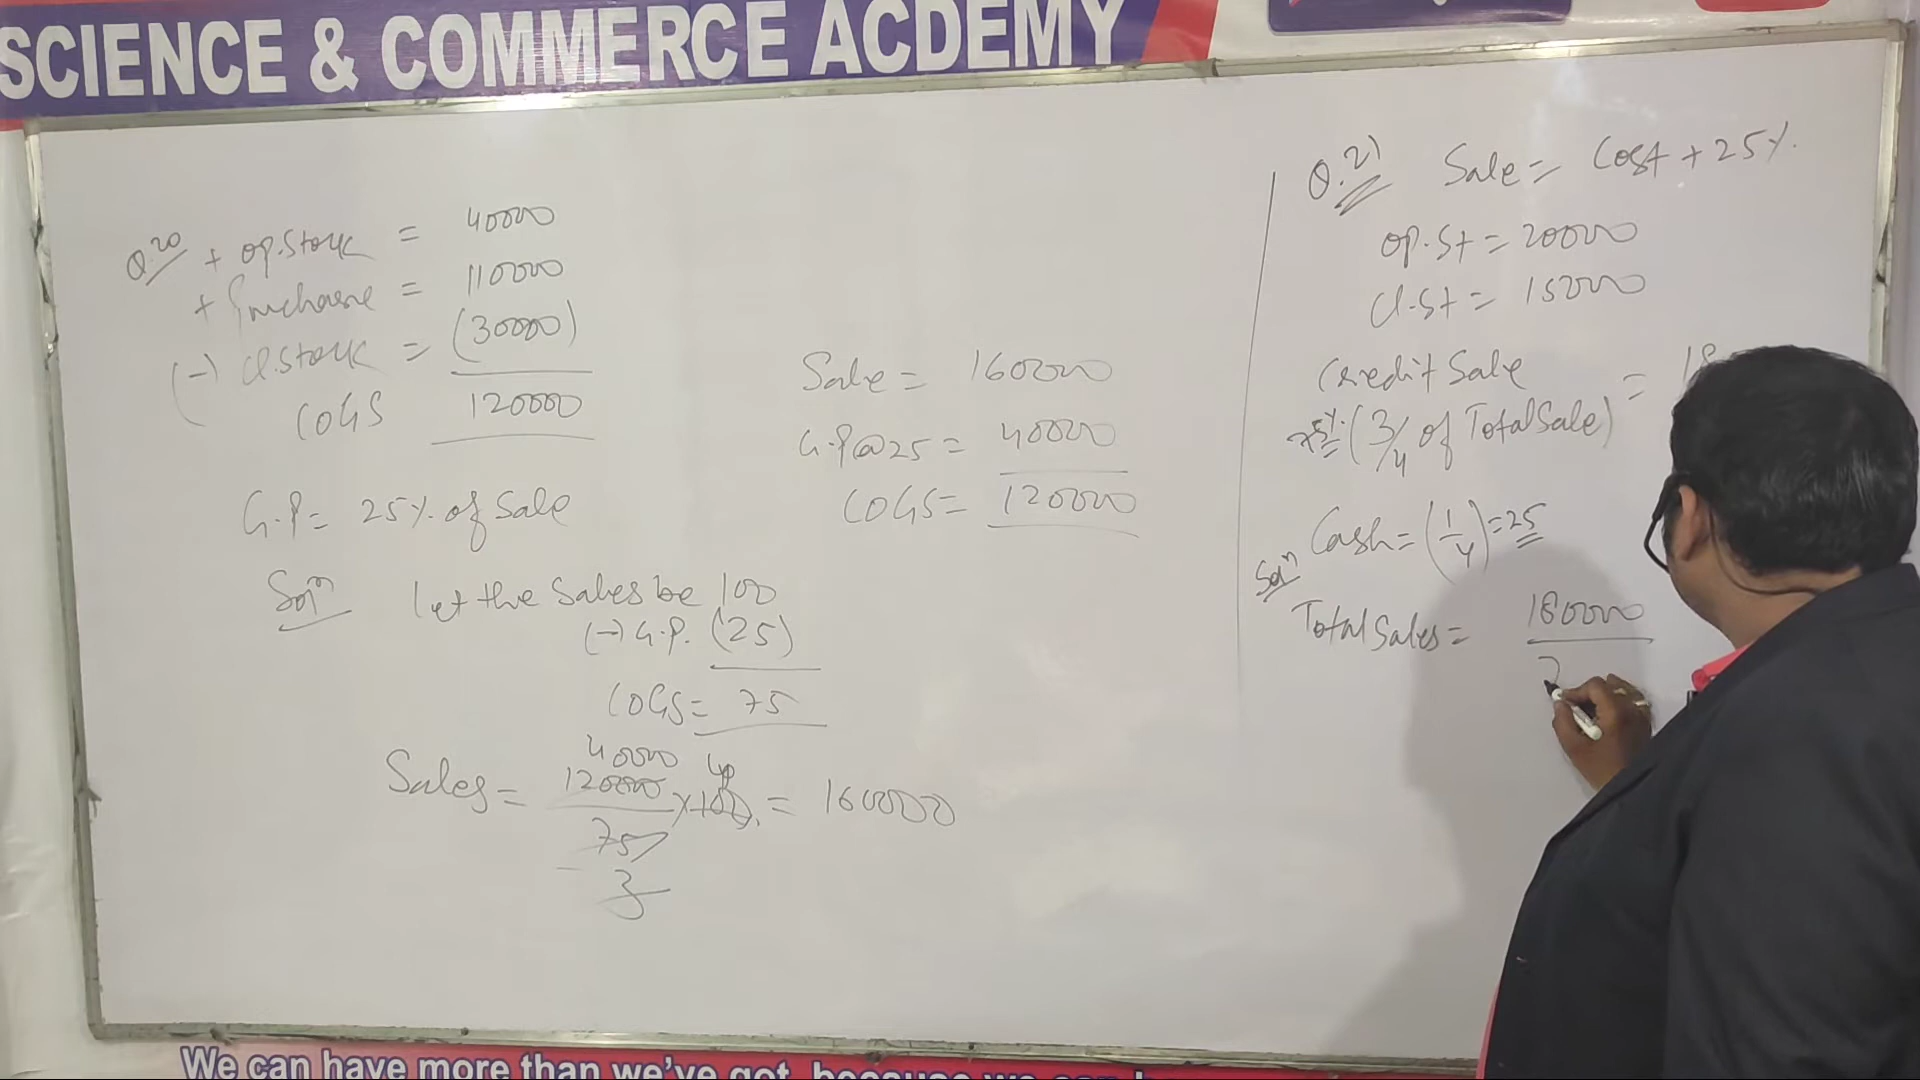 SCIENCE & COMMERCE ACDEMY
Q.20 + op.Stock = 40000
+ Purchase = 110000
(-) Cl.Stock = (30000)
COGS 120000
G.P = 25% of Sale
Soln let the Sales be 100
(-) G.P. (25)
COGS = 75
40000 4
Sales = 120000 × 100 = 160000
75
3
Sale = 160000
G.P@25 = 40000
COGS = 120000
Q.21 Sale = Cost + 25%.
op.St = 20000
Cl.St = 15000
Credit Sale = 18
75% (3/4 of Total Sale)
Cash = (1/4) = 25
Soln
Total Sales = 180000
We can have more than we've got, because we